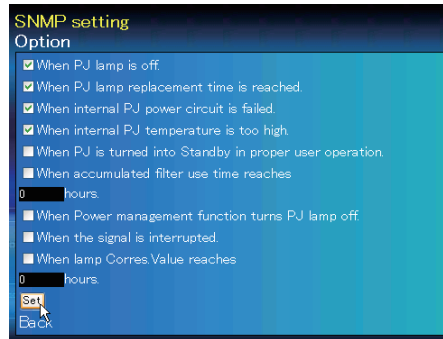 SNMP setting
Option
When PJ lamp is off.
When PJ lamp replacement time is reached.
When internal PJ power circuit is failed.
When internal PJ temperature is too high.
When PJ is turned into Standby in proper user operation.
When accumulated filter use time reaches
0 hours.
When Power management function turns PJ lamp off.
When the signal is interrupted.
When lamp Corres.Value reaches
0 hours.
Set
Back